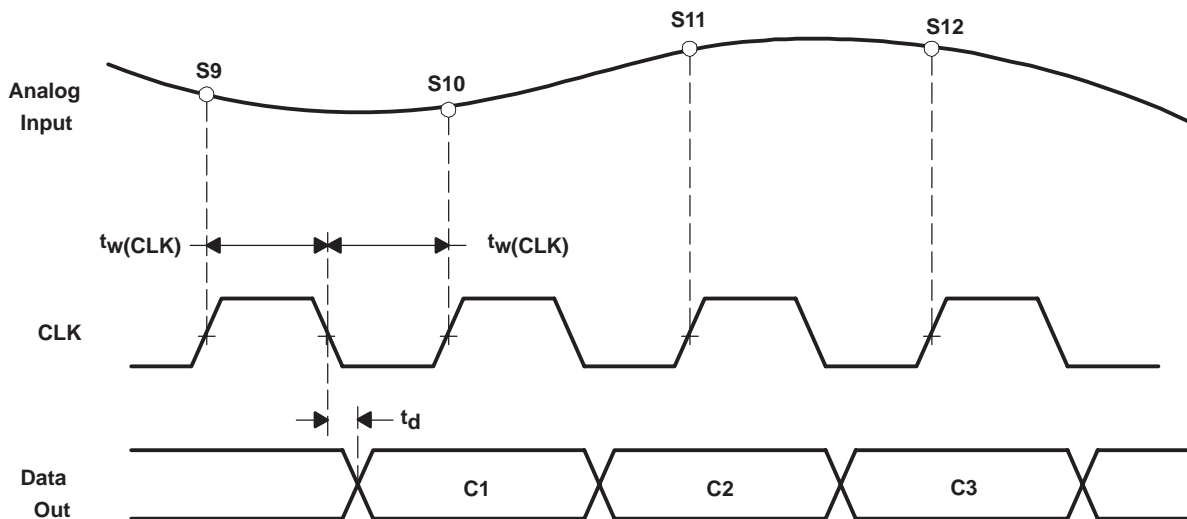 S11
S12
S9
S10
Analog
Input
tw(CLK)
tw(CLK)
CLK
td
Data
Out
C1
C2
C3